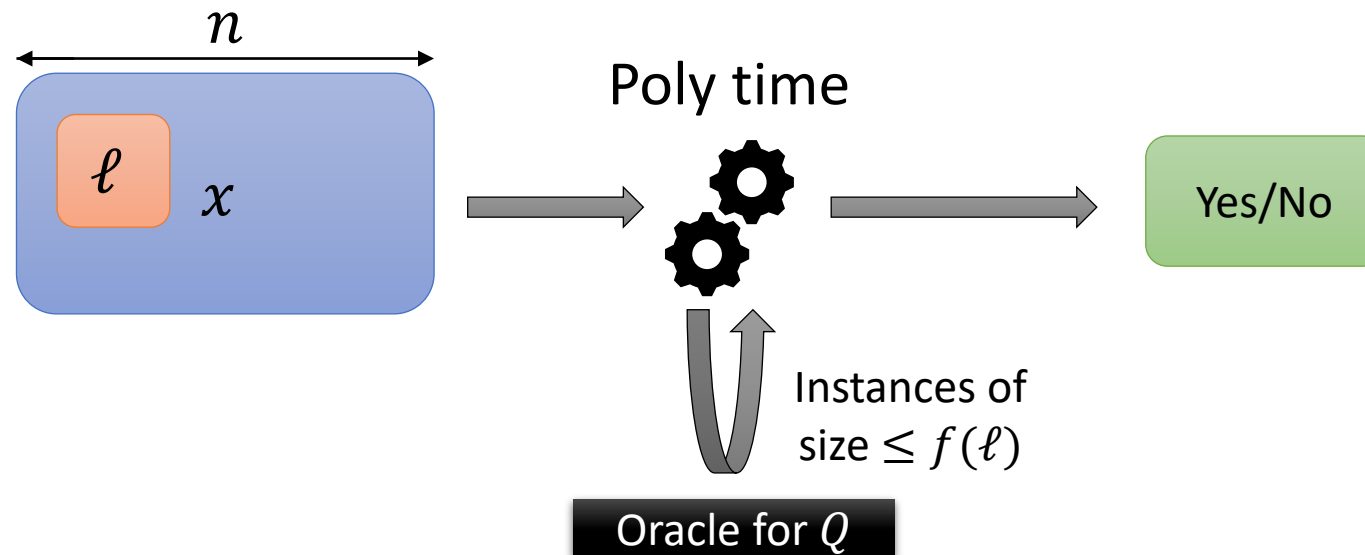 n
Poly time
ℓ
x
Yes/No
Instances of
size ≤ f(ℓ)
Oracle for Q